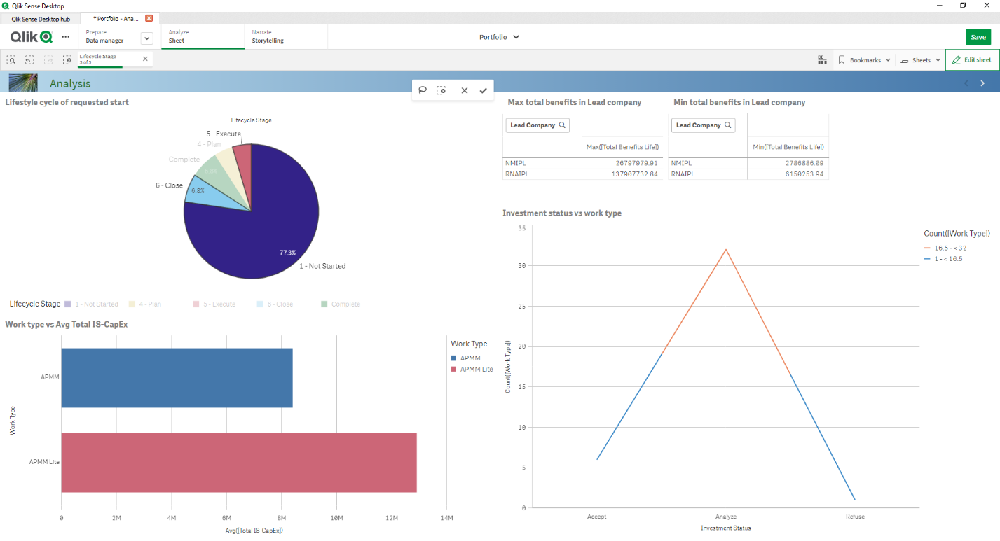 Qlik Sense Desktop
Qlik Sense Desktop hub
* Portfolio - Ana...
Qlik
Prepare
Data manager
Analyze
Sheet
Narrate
Storytelling
Portfolio
Save
Lifecycle Stage
3 of 5
Bookmarks
Sheets
Edit sheet
Analysis
Lifestyle cycle of requested start
Lifecycle Stage
5 - Execute
4 - Plan
Complete
6.8%
6 - Close
6.8%
77.3%
1 - Not Started
Lifecycle Stage
1 - Not Started
4 - Plan
5 - Execute
6 - Close
Complete
Max total benefits in Lead company
Lead Company
Max([Total Benefits Life])
NMIPL 26797979.91
RNAIPL 137907732.84
Min total benefits in Lead company
Lead Company
Min([Total Benefits Life])
NMIPL 2786886.09
RNAIPL 6150253.94
Work type vs Avg Total IS-CapEx
Work Type
APMM
APMM Lite
0 2M 4M 6M 8M 10M 12M 14M
Avg([Total IS-CapEx])
Work Type
APMM
APMM Lite
Investment status vs work type
Count([Work Type])
35
30
25
20
15
10
5
0
Accept Analyze Refuse
Investment Status
Count([Work Type])
16.5 - < 32
1 - < 16.5